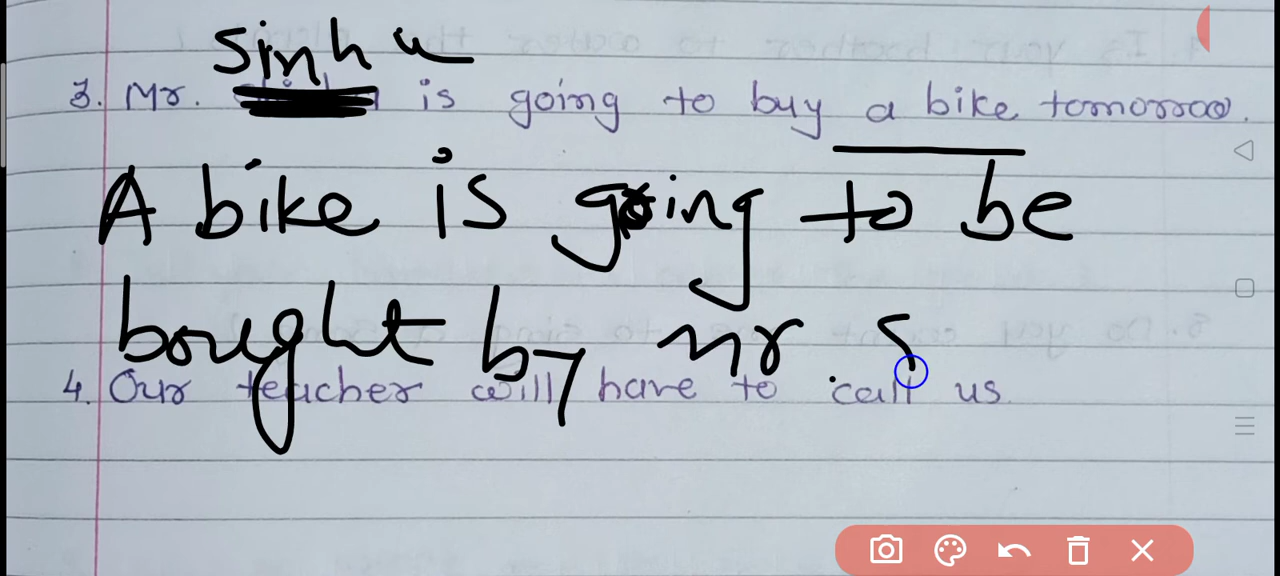 sinha
3. Mr. is going to buy a bike tomorroo.
A bike is going to be
bought by mr s
4. Our teacher will have to call us